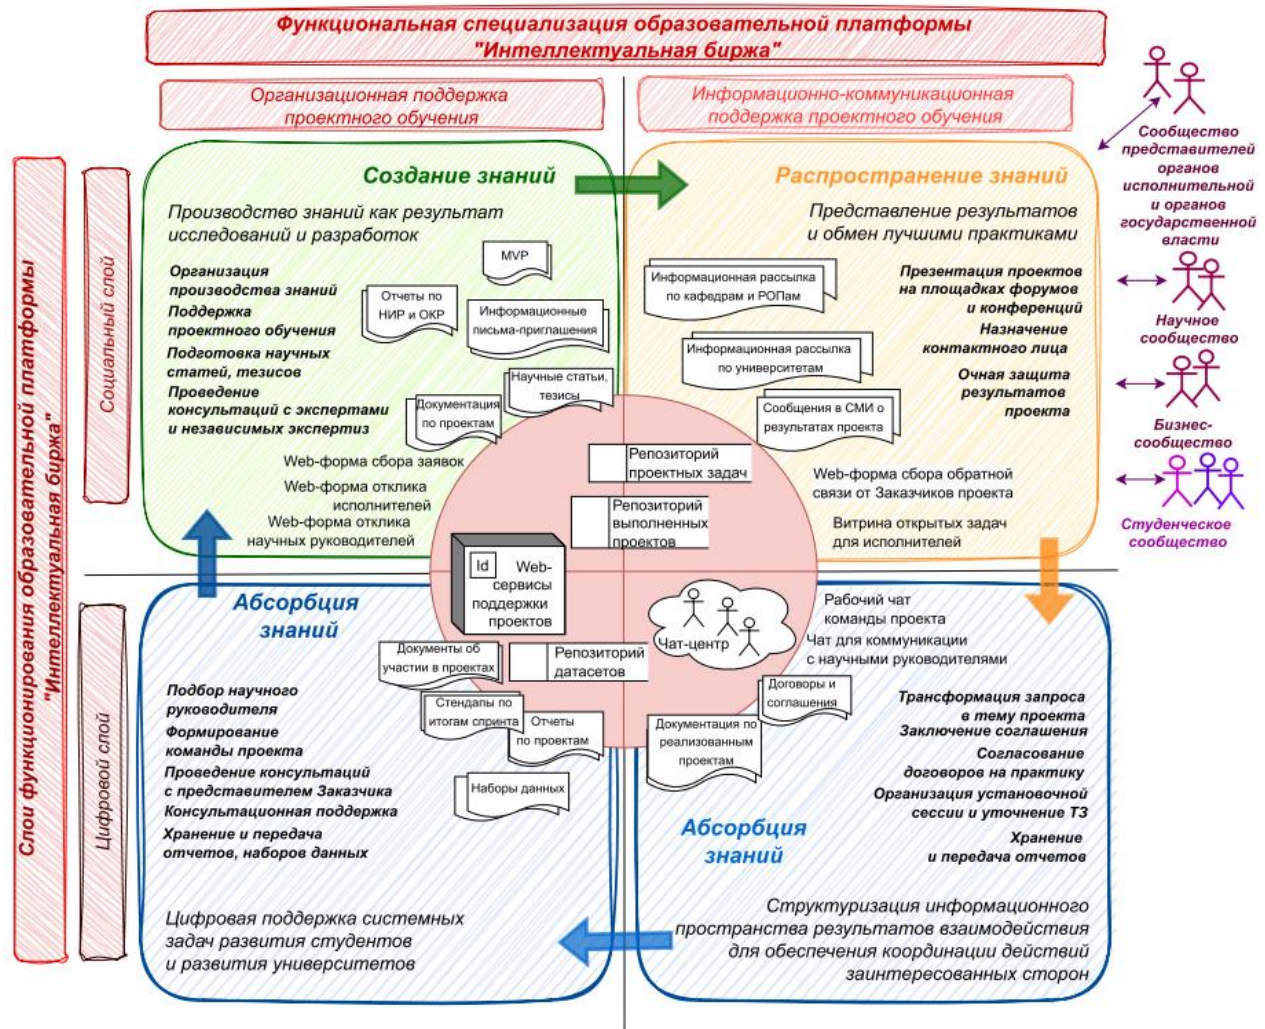 Функциональная специализация образовательной платформы
"Интеллектуальная биржа"
Организационная поддержка
проектного обучения
Информационно-коммуникационная
поддержка проектного обучения
Слои функционирования образовательной платформы
"Интеллектуальная биржа"
Социальный слой
Цифровой слой
Создание знаний
Производство знаний как результат
исследований и разработок
Организация
производства знаний
Поддержка
проектного обучения
Подготовка научных
статей, тезисов
Проведение
консультаций с экспертами
и независимых экспертиз
MVP
Отчеты по
НИР и ОКР
Информационные
письма-приглашения
Научные статьи,
тезисы
Документация
по проектам
Web-форма сбора заявок
Web-форма отклика
исполнителей
Web-форма отклика
научных руководителей
Распространение знаний
Представление результатов
и обмен лучшими практиками
Информационная рассылка
по кафедрам и РОПам
Информационная рассылка
по университетам
Сообщения в СМИ о
результатах проекта
Презентация проектов
на площадках форумов
и конференций
Назначение
контактного лица
Очная защита
результатов
проекта
Web-форма сбора обратной
связи от Заказчиков проекта
Витрина открытых задач
для исполнителей
Репозиторий
проектных задач
Репозиторий
выполненных
проектов
Id
Web-
сервисы
поддержки
проектов
Чат-центр
Репозиторий
датасетов
Абсорбция
знаний
Документы об
участии в проектах
Стендапы по
итогам спринта
Отчеты
по проектам
Наборы данных
Подбор научного
руководителя
Формирование
команды проекта
Проведение консультаций
с представителем Заказчика
Консультационная поддержка
Хранение и передача
отчетов, наборов данных
Цифровая поддержка системных
задач развития студентов
и развития университетов
Рабочий чат
команды проекта
Чат для коммуникации
с научными руководителями
Договоры и
соглашения
Документация по
реализованным
проектам
Трансформация запроса
в тему проекта
Заключение соглашения
Согласование
договоров на практику
Организация установочной
сессии и уточнение ТЗ
Хранение
и передача отчетов
Абсорбция
знаний
Структуризация информационного
пространства результатов взаимодействия
для обеспечения координации действий
заинтересованных сторон
Сообщество
представителей
органов
исполнительной
и органов
государственной
власти
Научное
сообщество
Бизнес-
сообщество
Студенческое
сообщество